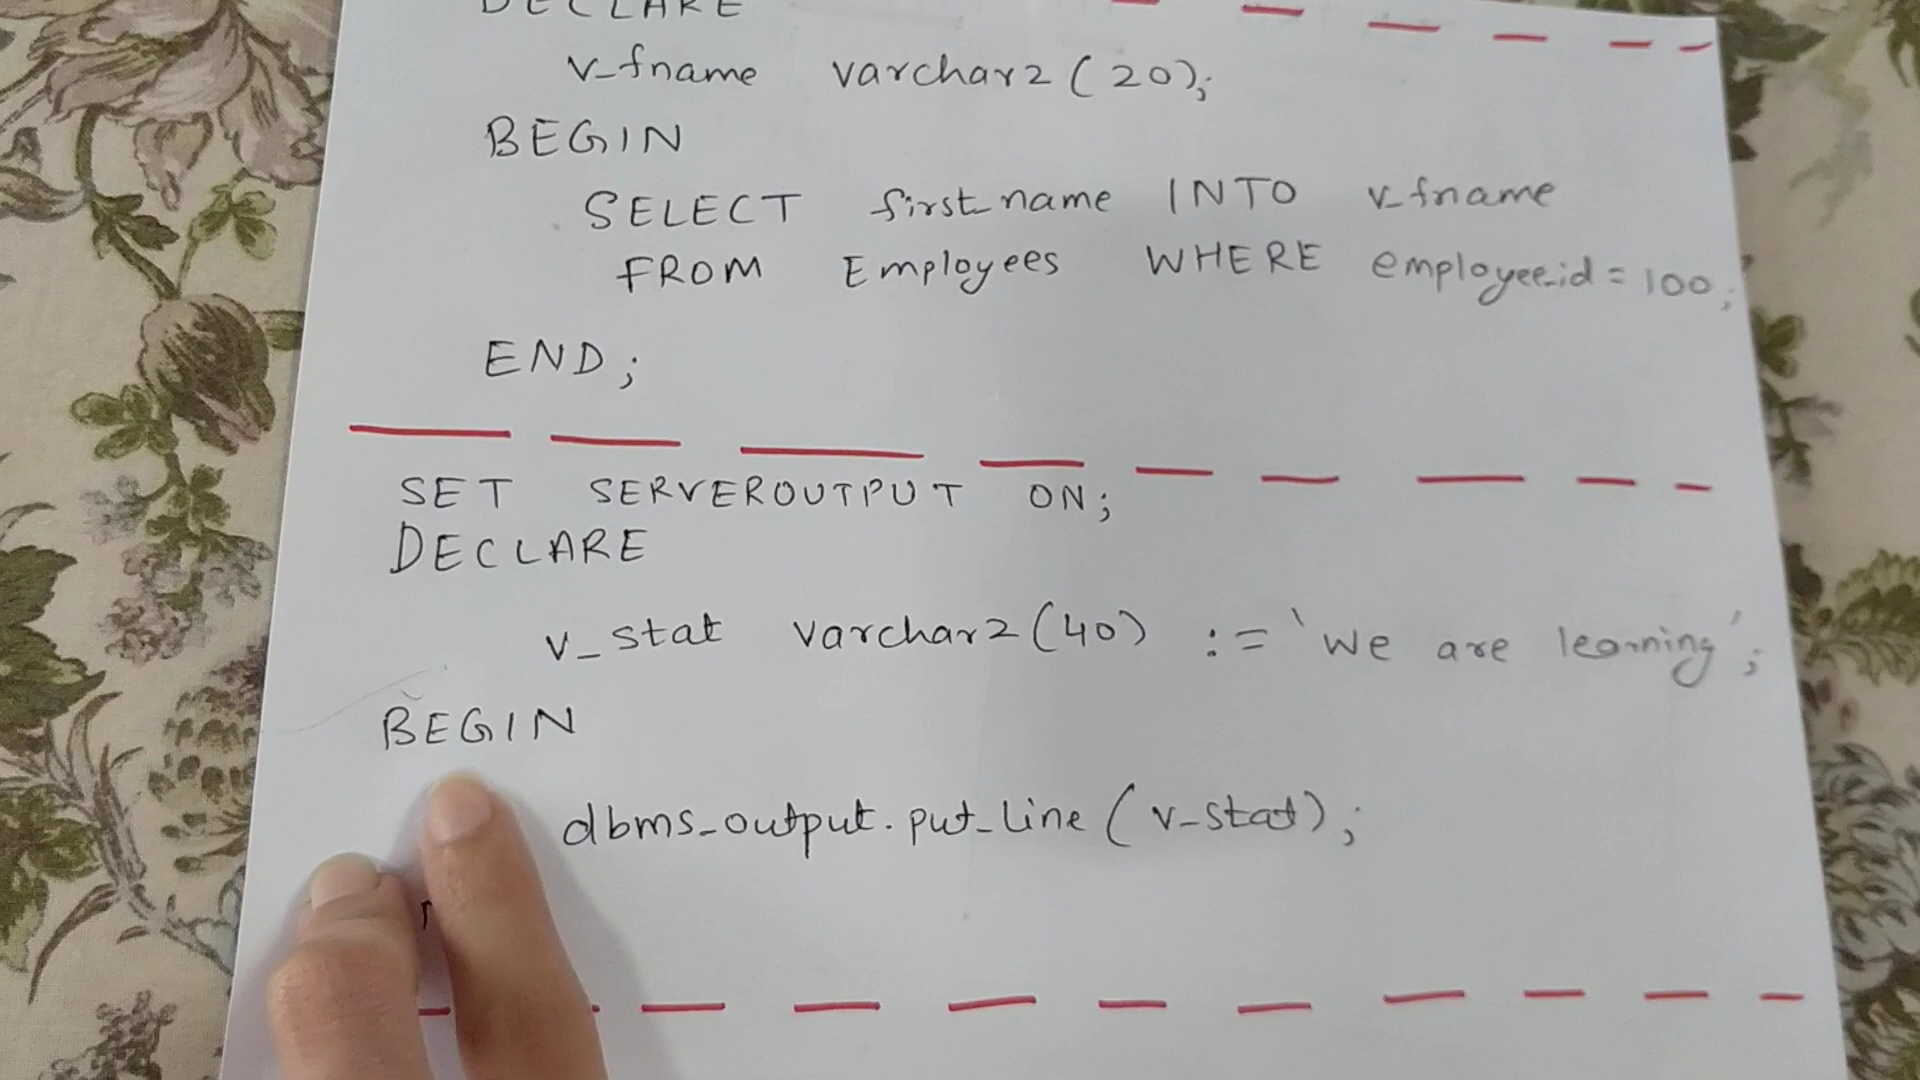 DECLARE
v_fname varchar2 (20);
BEGIN
SELECT first_name INTO v_fname
FROM Employees WHERE employee_id = 100;
END;
SET SERVEROUTPUT ON;
DECLARE
v_stat varchar2 (40) := 'We are learning';
BEGIN
dbms_output.put_line (v_stat);